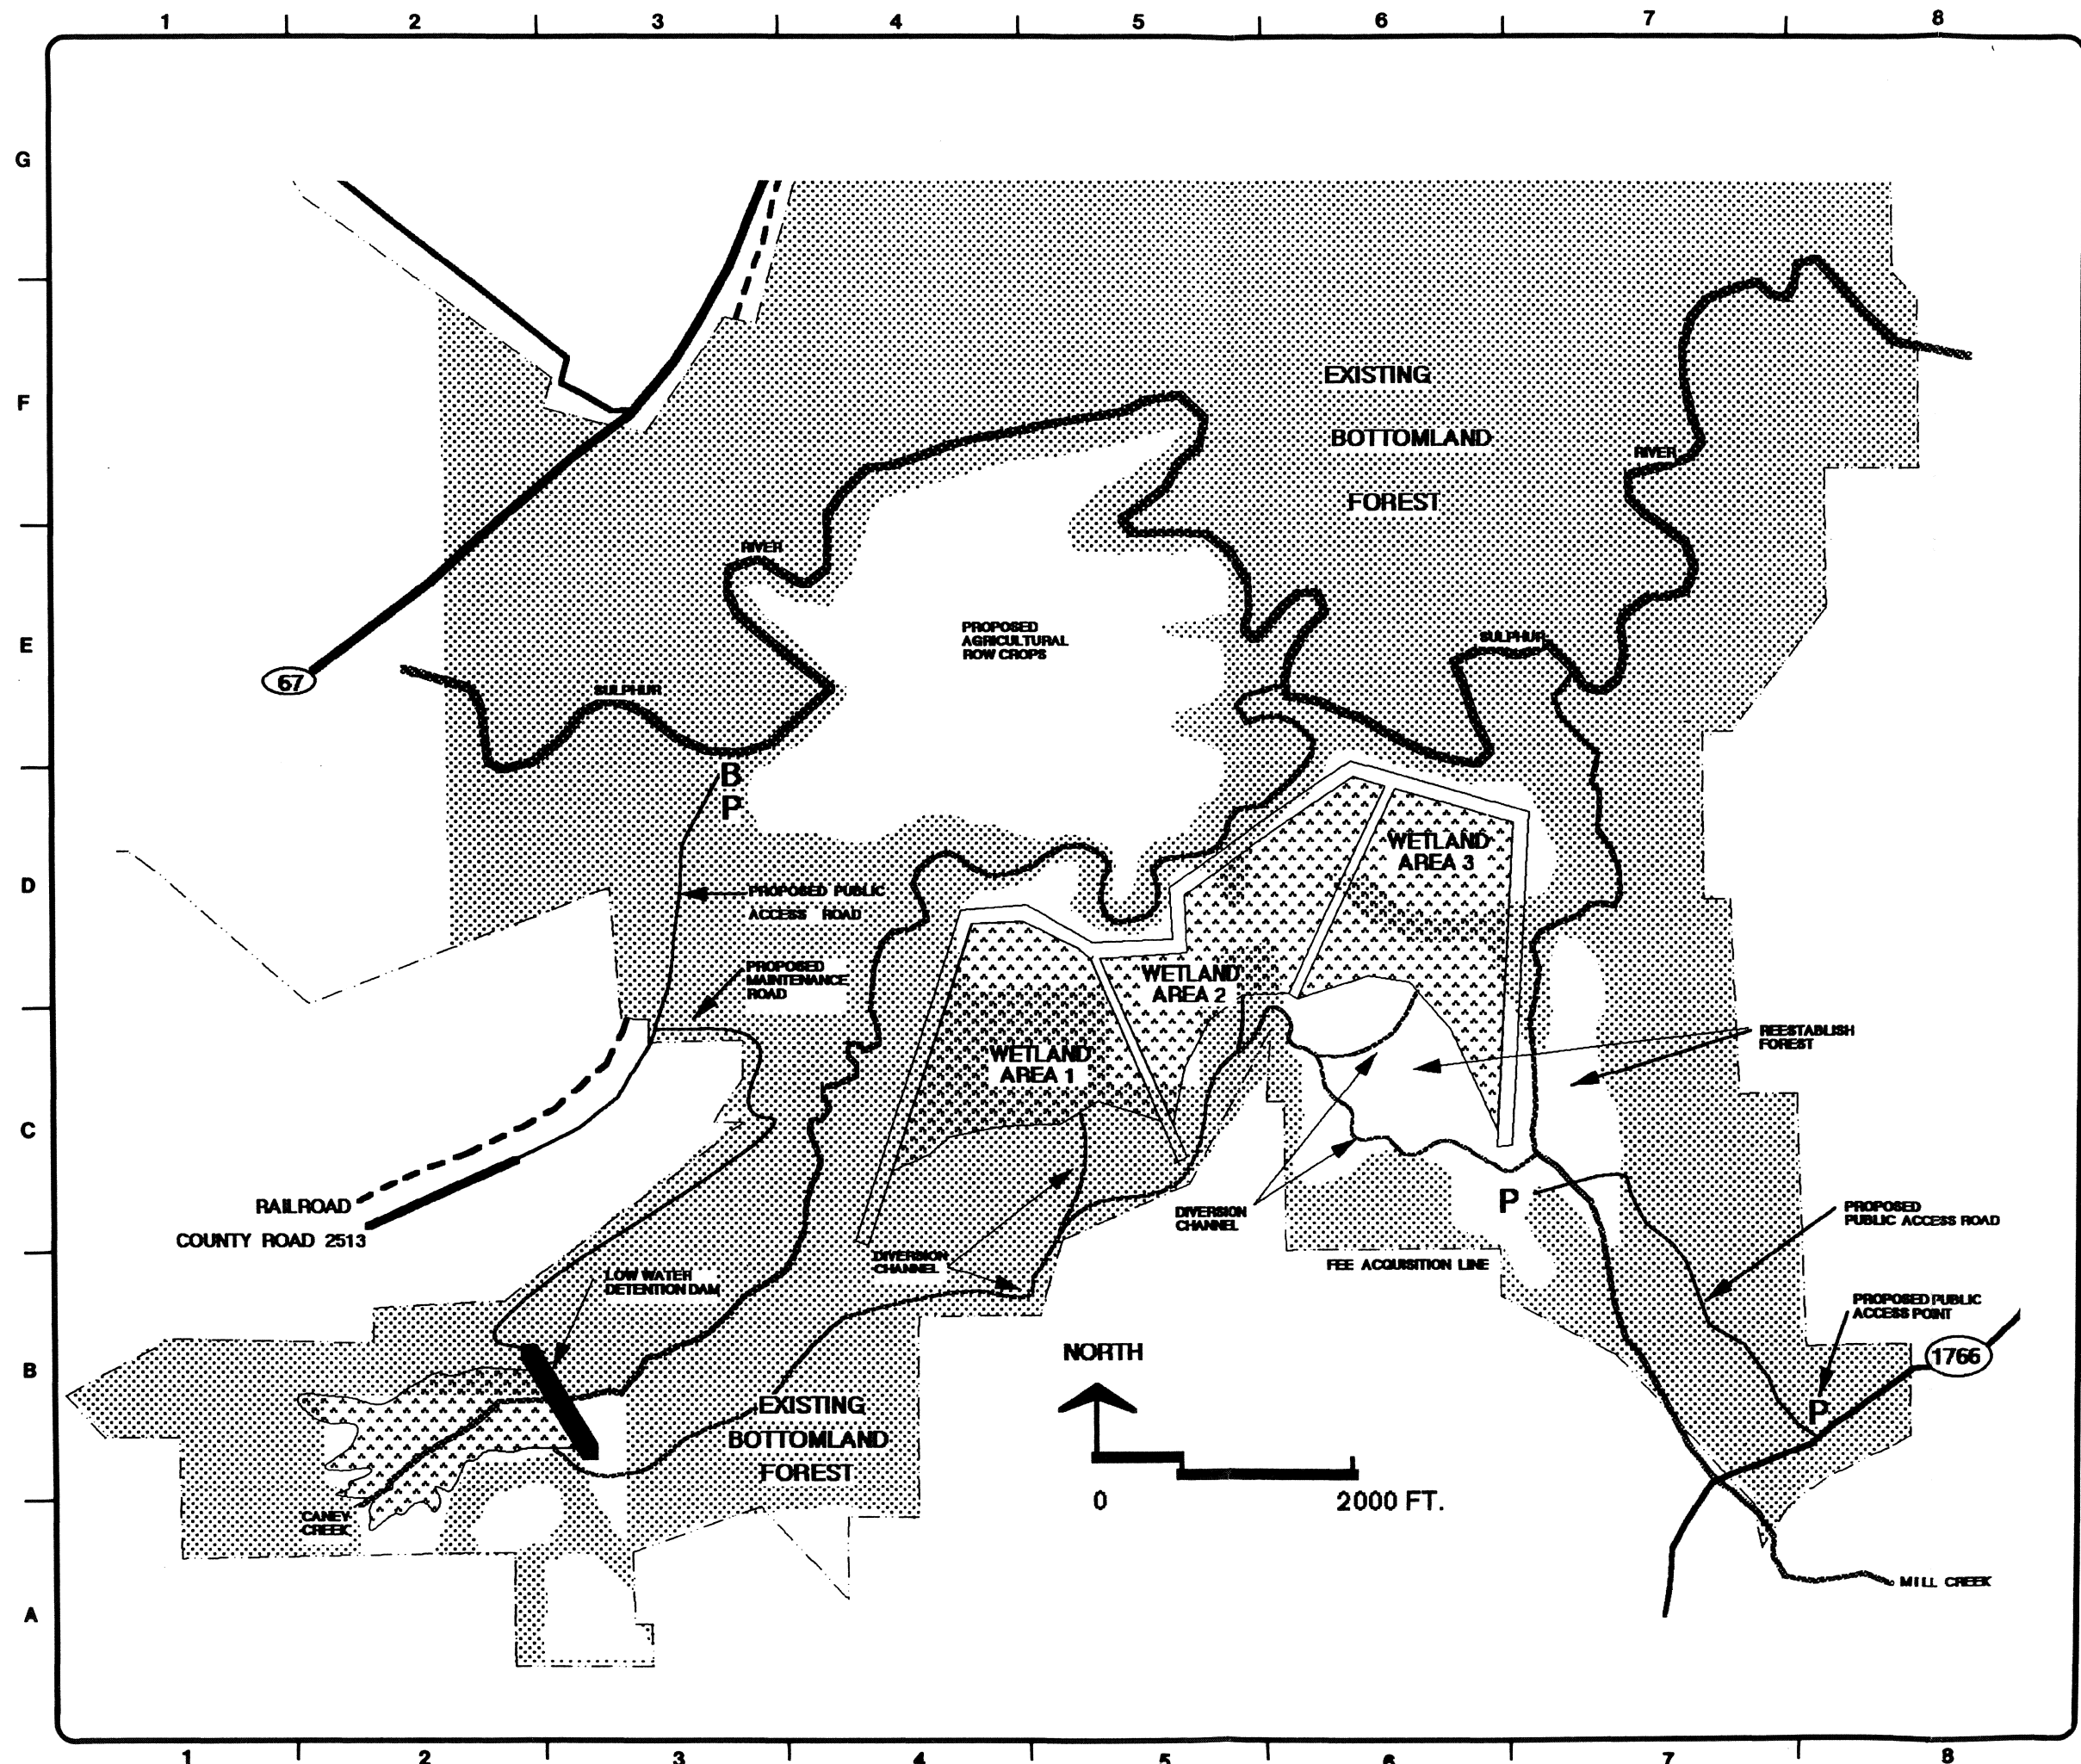 1 2 3 4 5 6 7 8
G
F
E
D
C
B
A
EXISTING
BOTTOMLAND
FOREST
RIVER
RIVER
PROPOSED
AGRICULTURAL
ROW CROPS
SULPHUR
67
SULPHUR
B
P
WETLAND
AREA 3
PROPOSED PUBLIC
ACCESS ROAD
PROPOSED
MAINTENANCE
ROAD
WETLAND
AREA 2
WETLAND
AREA 1
REESTABLISH
FOREST
RAILROAD
COUNTY ROAD 2513
P
DIVERSION
CHANNEL
PROPOSED
PUBLIC ACCESS ROAD
DIVERSION
CHANNEL
FEE ACQUISITION LINE
LOW WATER
DETENTION DAM
PROPOSED PUBLIC
ACCESS POINT
NORTH
1766
P
EXISTING
BOTTOMLAND
FOREST
0 2000 FT.
CANEY
CREEK
MILL CREEK
1 2 3 4 5 6 7 8